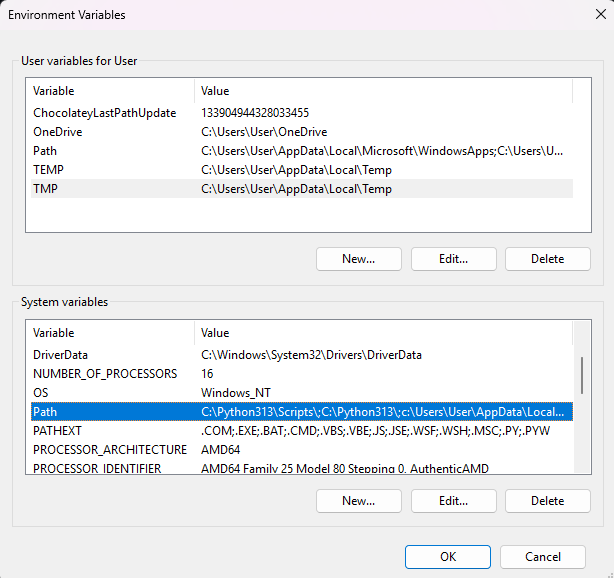 Environment Variables
User variables for User
Variable Value
ChocolateyLastPathUpdate 133904944328033455
OneDrive C:\Users\User\OneDrive
Path C:\Users\User\AppData\Local\Microsoft\WindowsApps;C:\Users\U...
TEMP C:\Users\User\AppData\Local\Temp
TMP C:\Users\User\AppData\Local\Temp
New... Edit... Delete
System variables
Variable Value
DriverData C:\Windows\System32\Drivers\DriverData
NUMBER_OF_PROCESSORS 16
OS Windows_NT
Path C:\Python313\Scripts\;C:\Python313\;c:\Users\User\AppData\Local...
PATHEXT .COM;.EXE;.BAT;.CMD;.VBS;.VBE;.JS;.JSE;.WSF;.WSH;.MSC;.PY;.PYW
PROCESSOR_ARCHITECTURE AMD64
PROCESSOR_IDENTIFIER AMD64 Family 25 Model 80 Stepping 0, AuthenticAMD
New... Edit... Delete
OK Cancel